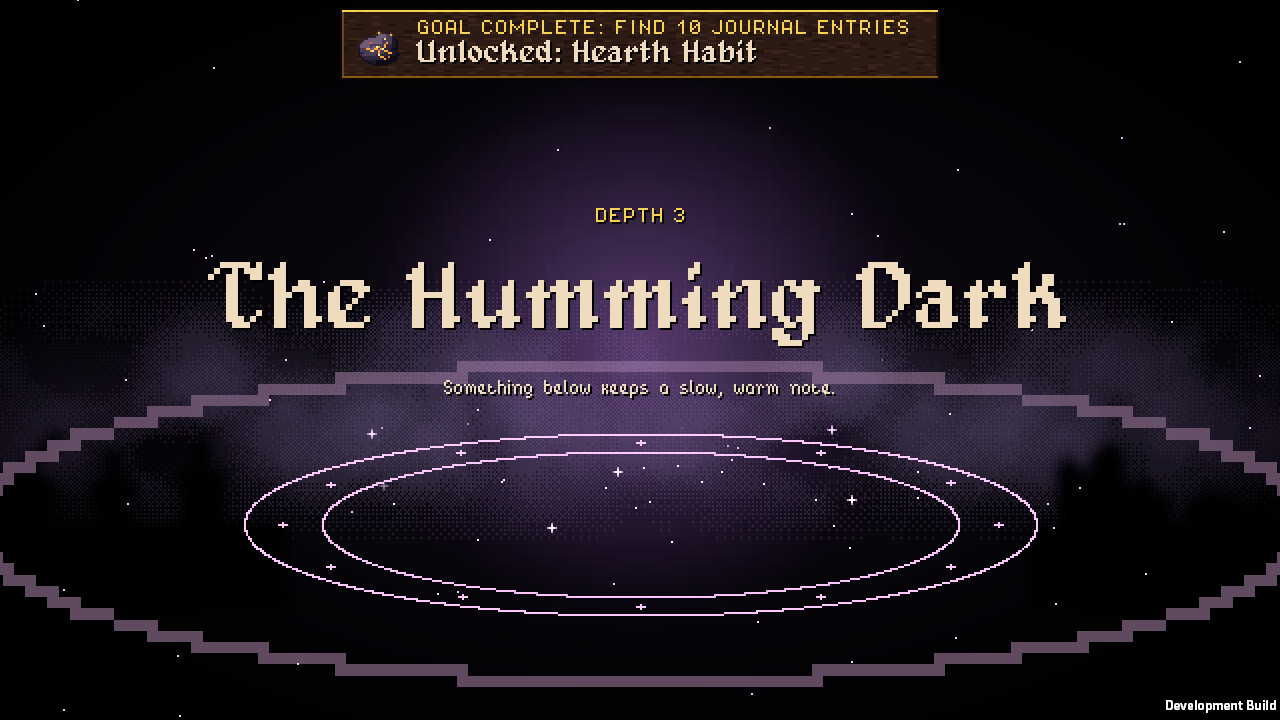 GOAL COMPLETE: FIND 10 JOURNAL ENTRIES
Unlocked: Hearth Habit
DEPTH 3
The Humming Dark
Something below keeps a slow, warm note.
Development Build